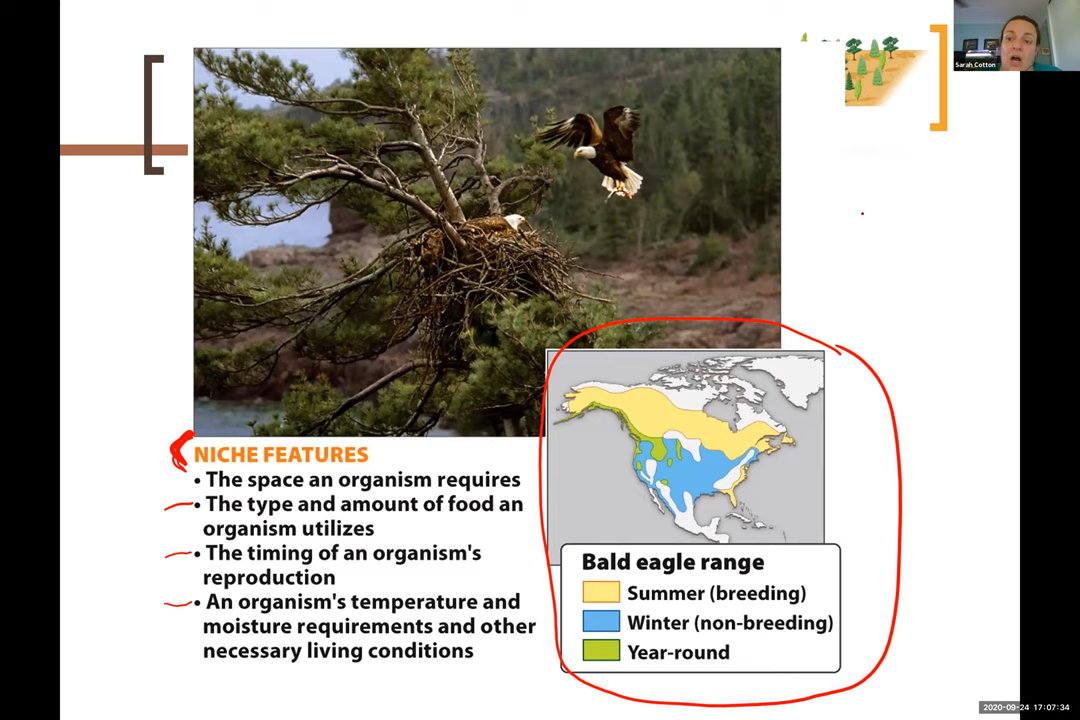 Sarah Cotton
NICHE FEATURES
• The space an organism requires
• The type and amount of food an
organism utilizes
• The timing of an organism's
reproduction
• An organism's temperature and
moisture requirements and other
necessary living conditions
Bald eagle range
Summer (breeding)
Winter (non-breeding)
Year-round
2020-09-24 17:07:34